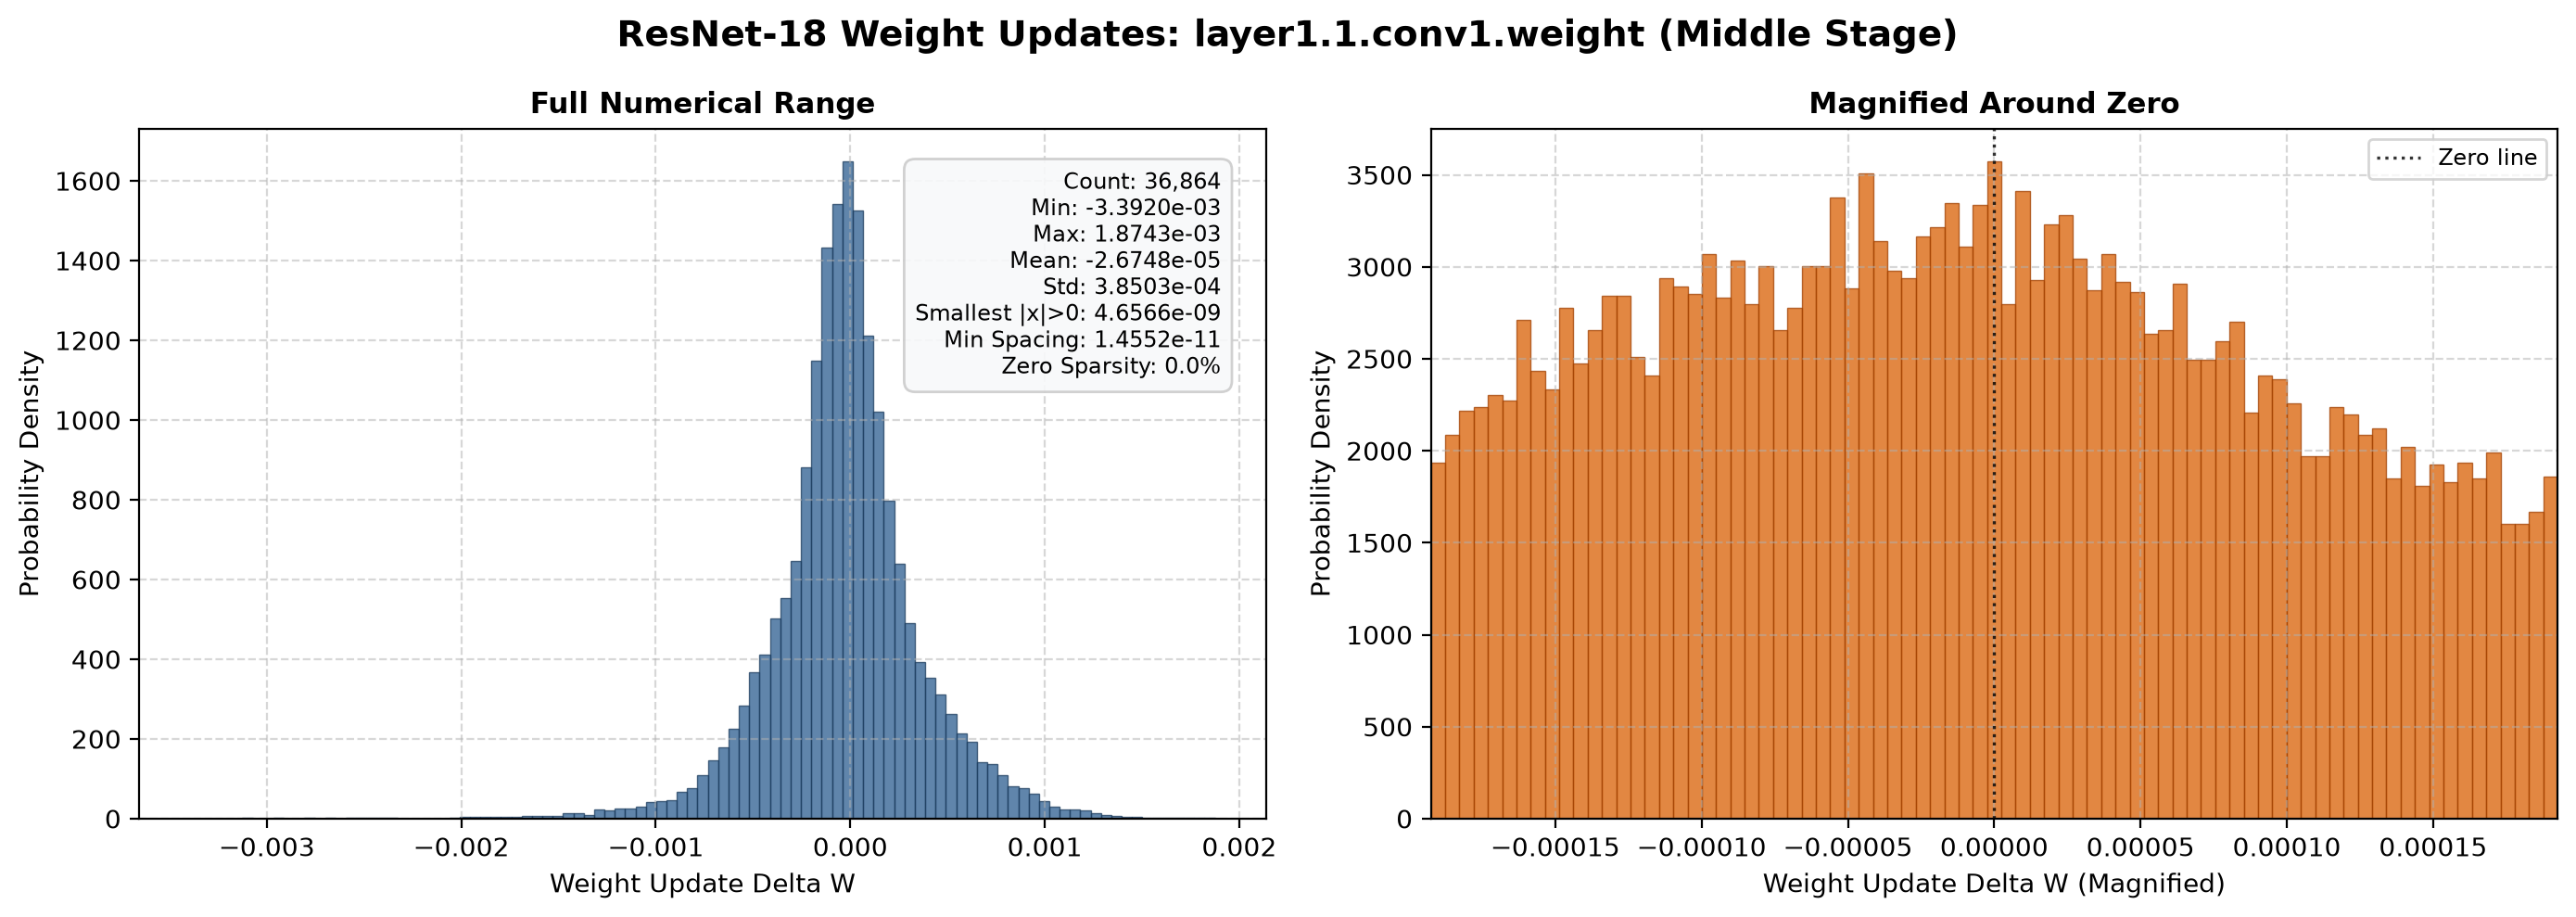 ResNet-18 Weight Updates: layer1.1.conv1.weight (Middle Stage)
Full Numerical Range
Probability Density
1600
1400
1200
1000
800
600
400
200
0
Count: 36,864
Min: -3.3920e-03
Max: 1.8743e-03
Mean: -2.6748e-05
Std: 3.8503e-04
Smallest |x|>0: 4.6566e-09
Min Spacing: 1.4552e-11
Zero Sparsity: 0.0%
−0.003 −0.002 −0.001 0.000 0.001 0.002
Weight Update Delta W
Magnified Around Zero
Probability Density
3500
3000
2500
2000
1500
1000
500
0
Zero line
−0.00015 −0.00010 −0.00005 0.00000 0.00005 0.00010 0.00015
Weight Update Delta W (Magnified)